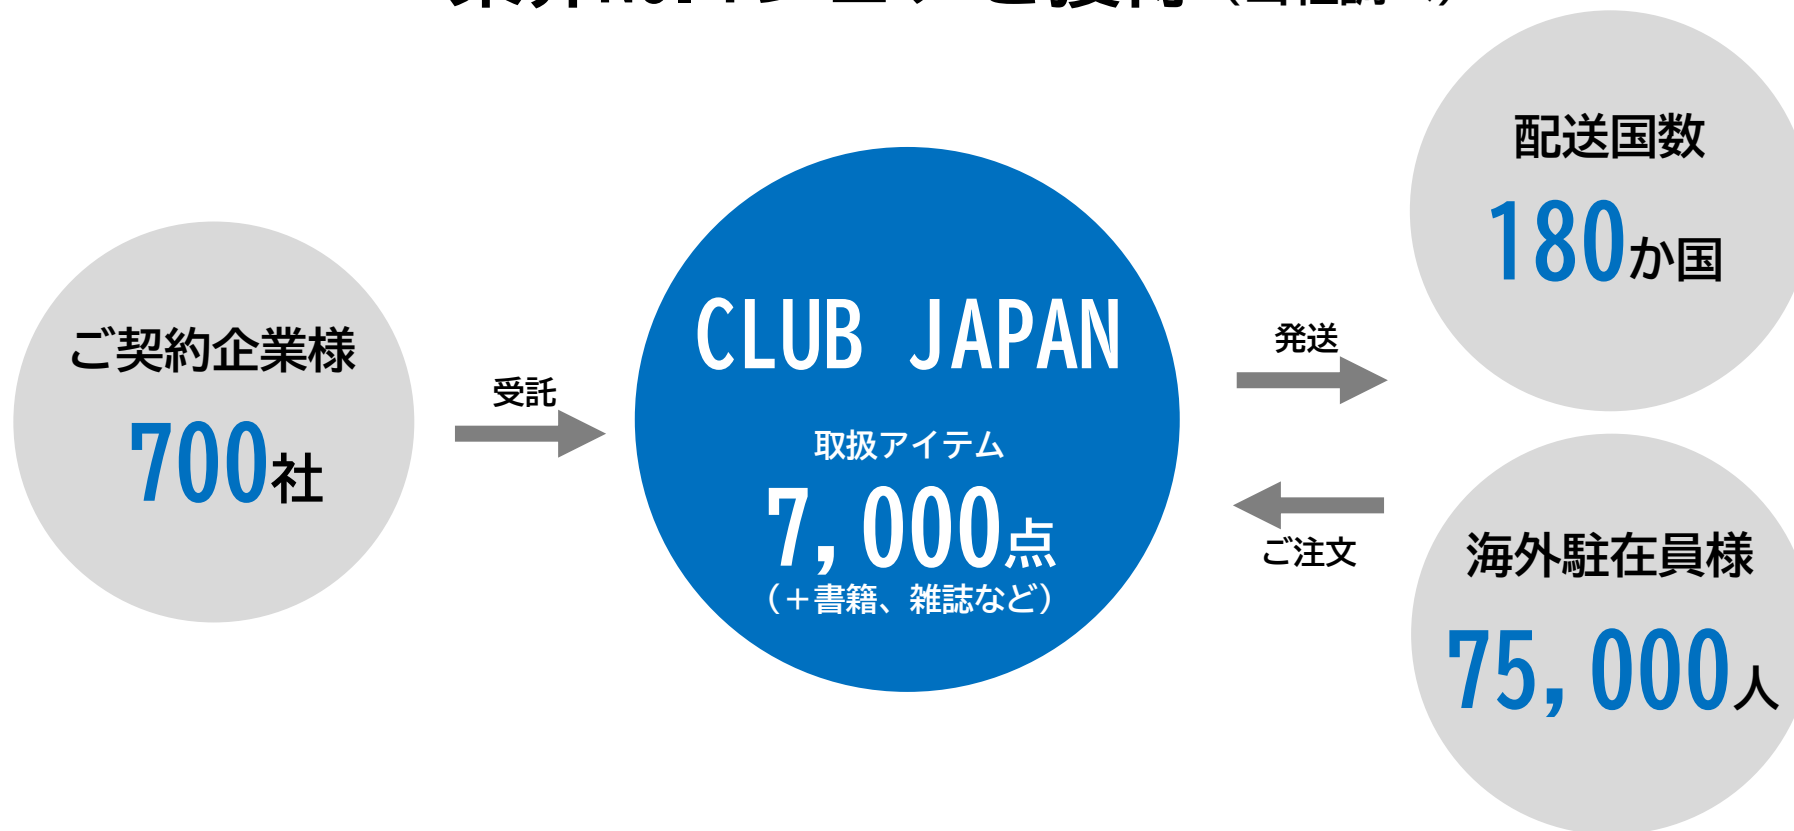 ご契約企業様
700社
受託
CLUB JAPAN
取扱アイテム
7,000点
（＋書籍、雑誌など）
発送
ご注文
配送国数
180か国
海外駐在員様
75,000人